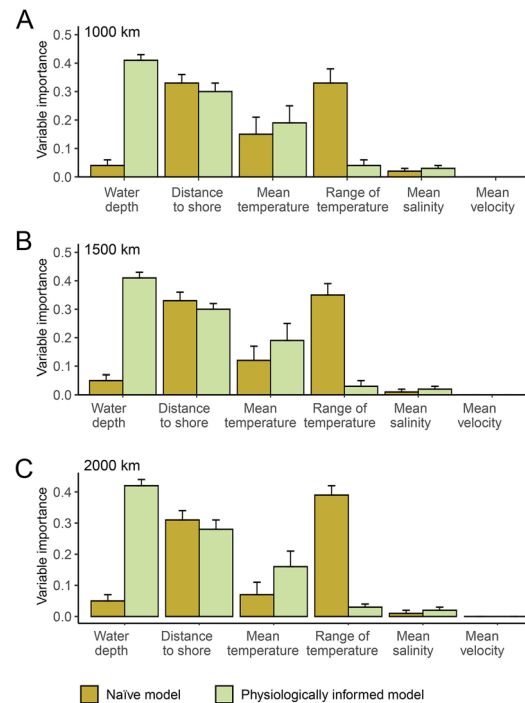 A
1000 km
Variable importance
0.5
0.4
0.3
0.2
0.1
0.0
Water depth
Distance to shore
Mean temperature
Range of temperature
Mean salinity
Mean velocity
B
1500 km
Variable importance
0.5
0.4
0.3
0.2
0.1
0.0
Water depth
Distance to shore
Mean temperature
Range of temperature
Mean salinity
Mean velocity
C
2000 km
Variable importance
0.4
0.3
0.2
0.1
0.0
Water depth
Distance to shore
Mean temperature
Range of temperature
Mean salinity
Mean velocity
Naïve model
Physiologically informed model